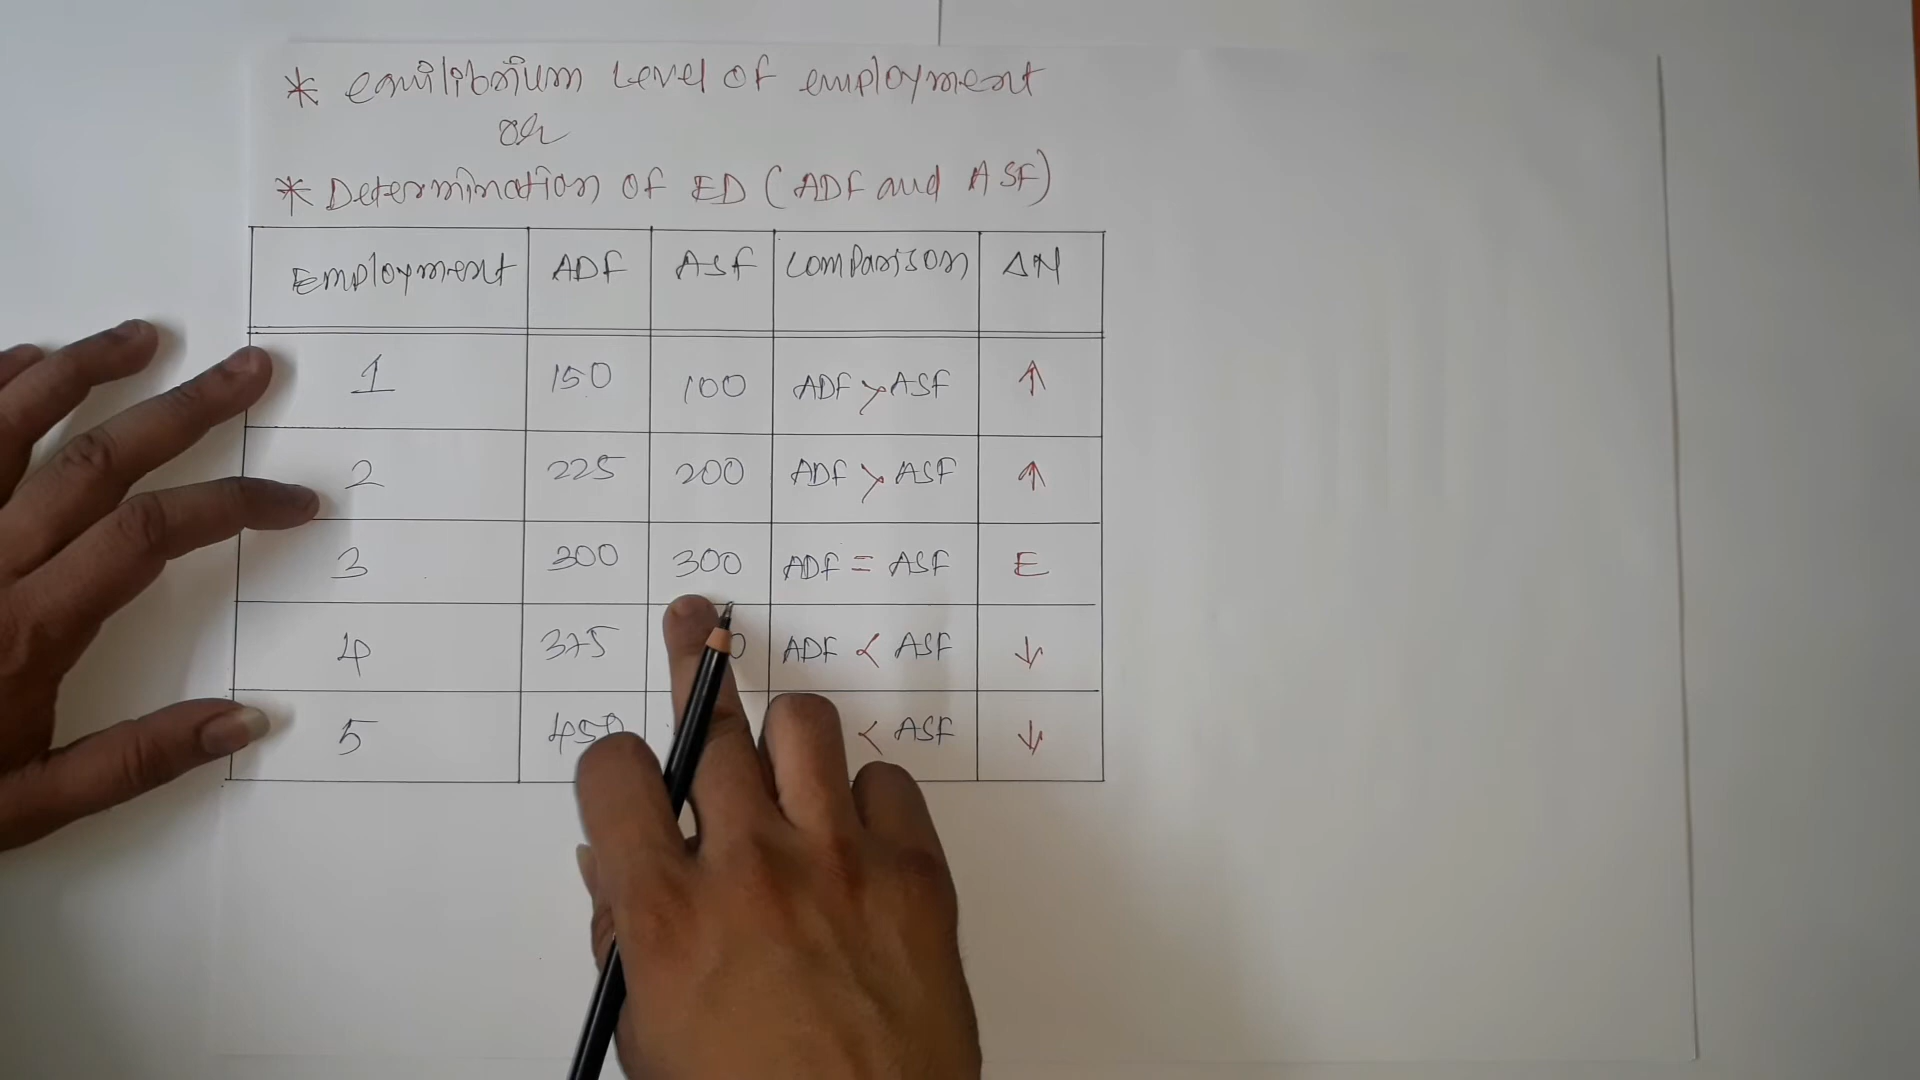 * equilibrium Level of employment
or
* Determination of ED (ADF and ASF)
Employment ADF ASF Comparison ΔN
1 150 100 ADF > ASF ↑
2 225 200 ADF > ASF ↑
3 300 300 ADF = ASF E
4 375 ADF < ASF ↓
5 450 < ASF ↓